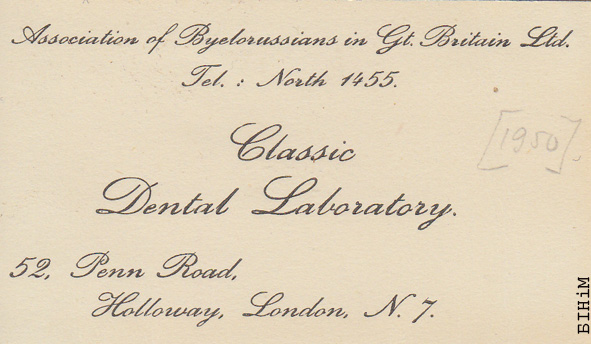 Association of Byelorussians in Gt. Britain Ltd.
Tel. : North 1455.
[1950].
Classic
Dental Laboratory.
52, Penn Road,
Holloway, London, N. 7.
БІНіМ